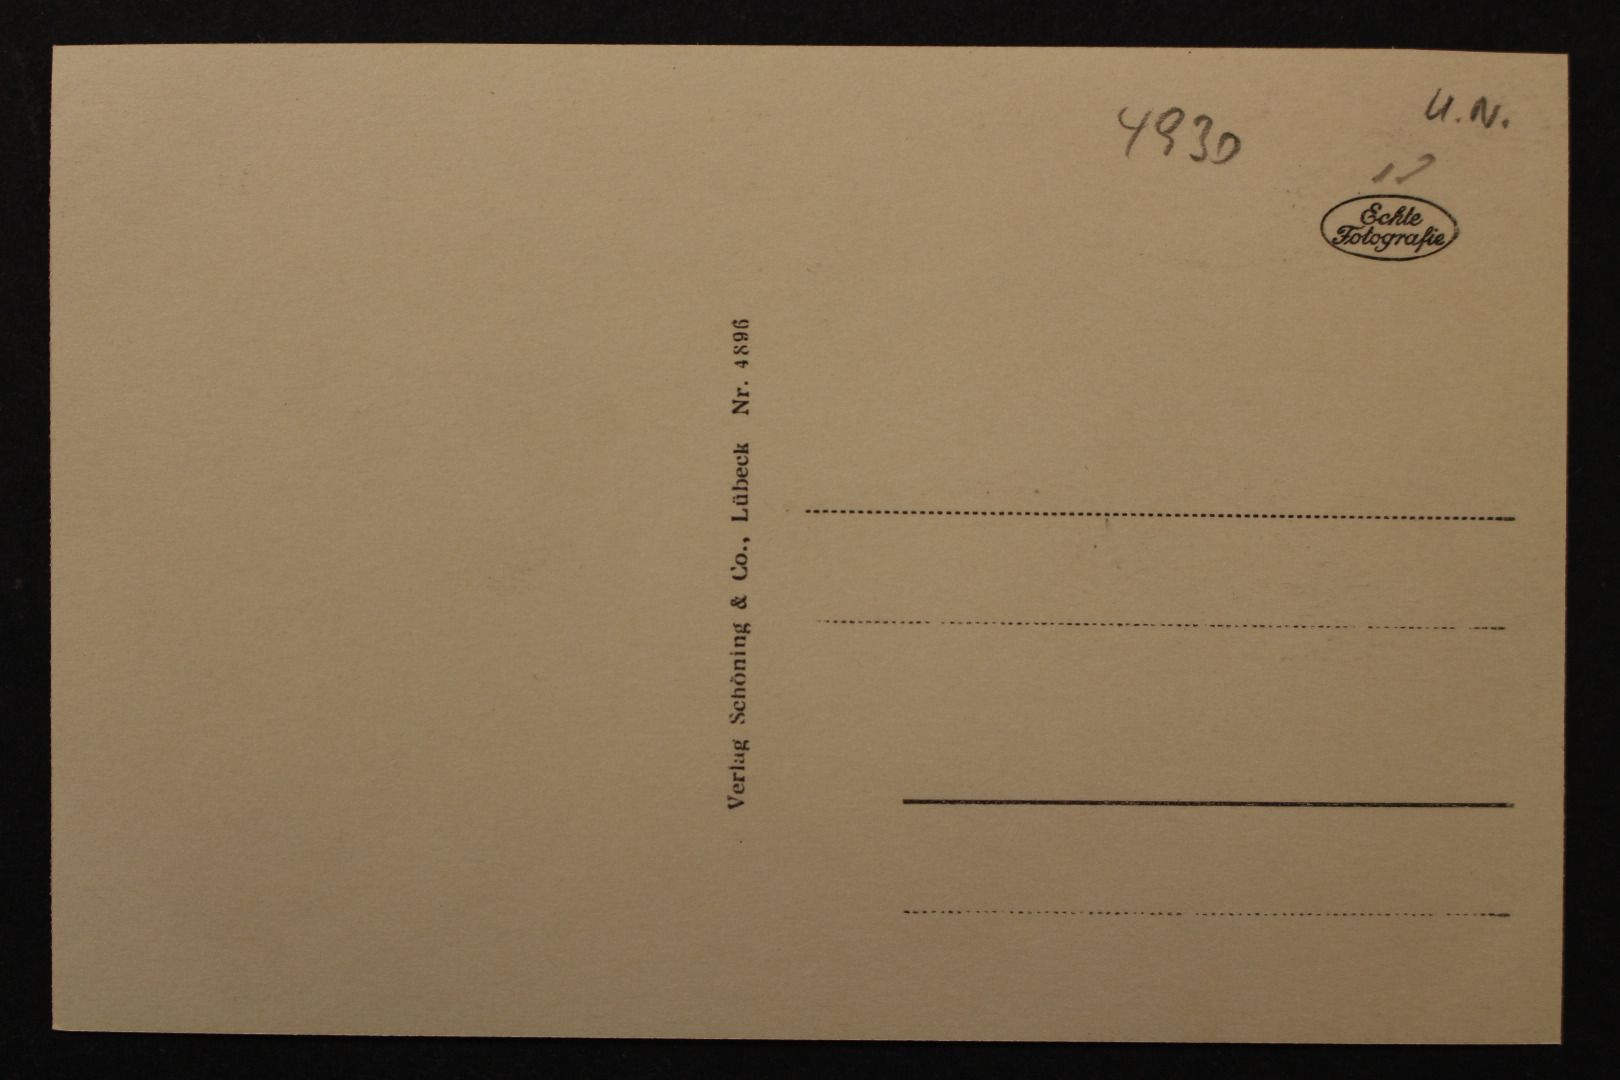 4930
U.N.
Echte
Fotografie
Verlag Schöning & Co., Lübeck Nr. 4896